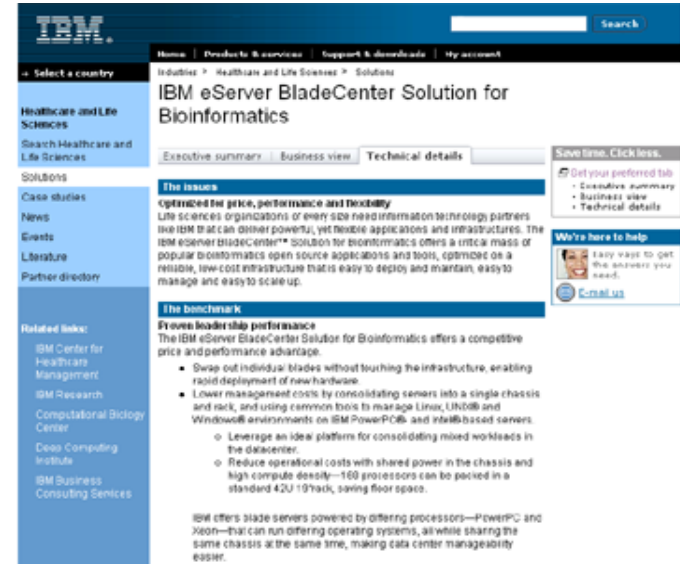 IBM.
Search
Home | Products & services | Support & downloads | My account
→ Select a country
Industries > Healthcare and Life Sciences > Solutions
IBM eServer BladeCenter Solution for
Bioinformatics
Healthcare and Life
Sciences
Search Healthcare and
Life Sciences
Solutions
Case studies
News
Events
Literature
Partner directory
Related links:
IBM Center for
Healthcare
Management
IBM Research
Computational Biology
Center
Deep Computing
Institute
IBM Business
Consulting Services
Executive summary | Business view | Technical details
The issues
Optimized for price, performance and flexibility
Life sciences organizations of every size need information technology partners
like IBM that can deliver powerful, yet flexible applications and infrastructures. The
IBM eServer BladeCenter™ Solution for Bioinformatics offers a critical mass of
popular bioinformatics open source applications and tools, optimized on a
reliable, low-cost infrastructure that is easy to deploy and maintain, easy to
manage and easy to scale up.
The benchmark
Proven leadership performance
The IBM eServer BladeCenter Solution for Bioinformatics offers a competitive
price and performance advantage.
• Swap out individual blades without touching the infrastructure, enabling
rapid deployment of new hardware.
• Lower management costs by consolidating servers into a single chassis
and rack, and using common tools to manage Linux, UNIX® and
Windows® environments on IBM PowerPC®- and Intel®-based servers.
○ Leverage an ideal platform for consolidating mixed workloads in
the datacenter.
○ Reduce operational costs with shared power in the chassis and
high compute density—168 processors can be packed in a
standard 42U 19"rack, saving floor space.
IBM offers blade servers powered by differing processors—PowerPC and
Xeon—that can run differing operating systems, all while sharing the
same chassis at the same time, making data center manageability
easier.
Save time. Click less.
Get your preferred tab
· Executive summary
· Business view
· Technical details
We're here to help
Easy ways to get
the answers you
need.
E-mail us